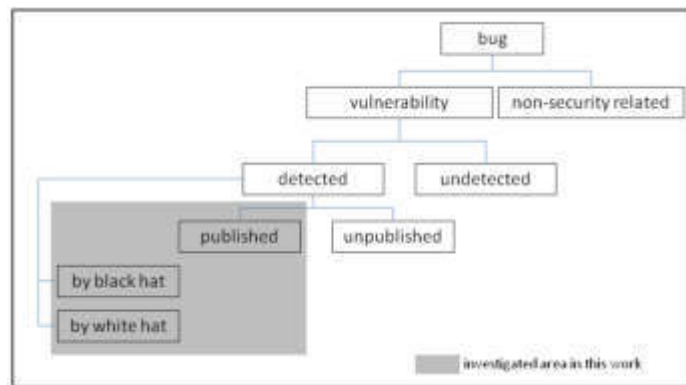 bug
vulnerability
non-security related
detected
undetected
published
unpublished
by black hat
by white hat
investigated area in this work